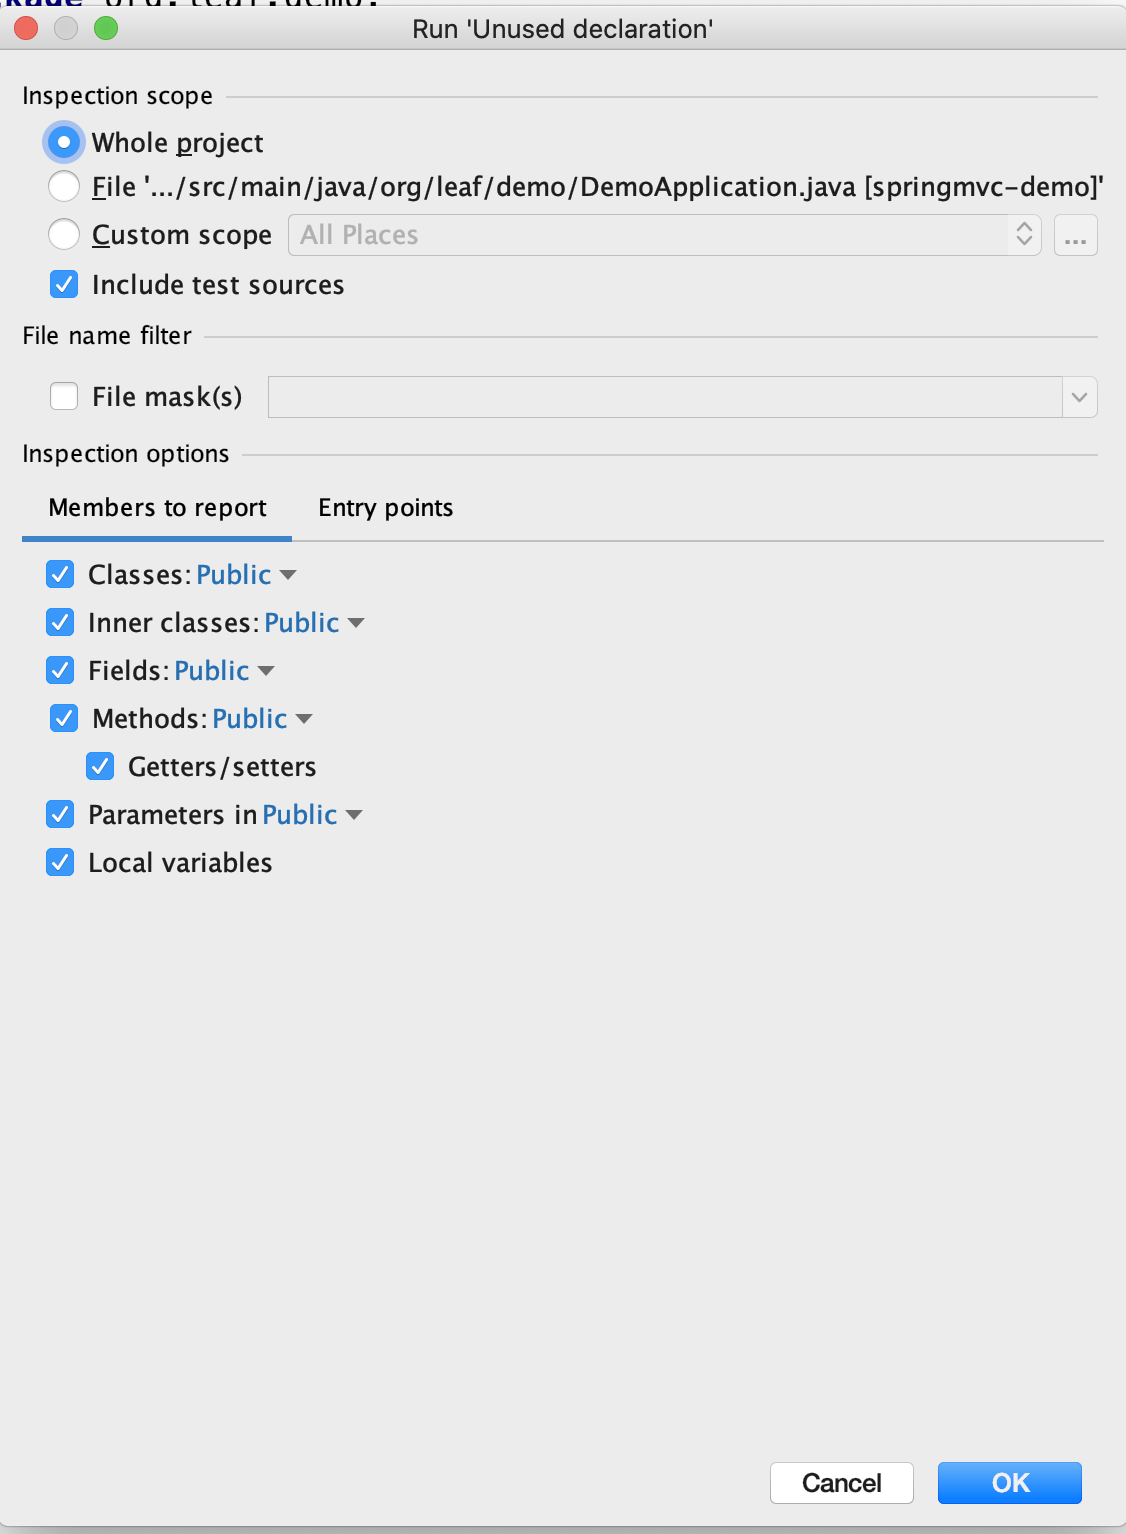 Run 'Unused declaration'
Inspection scope
Whole project
File '.../src/main/java/org/leaf/demo/DemoApplication.java [springmvc-demo]'
Custom scope All Places ...
Include test sources
File name filter
File mask(s)
Inspection options
Members to report Entry points
Classes: Public
Inner classes: Public
Fields: Public
Methods: Public
Getters/setters
Parameters in Public
Local variables
Cancel OK